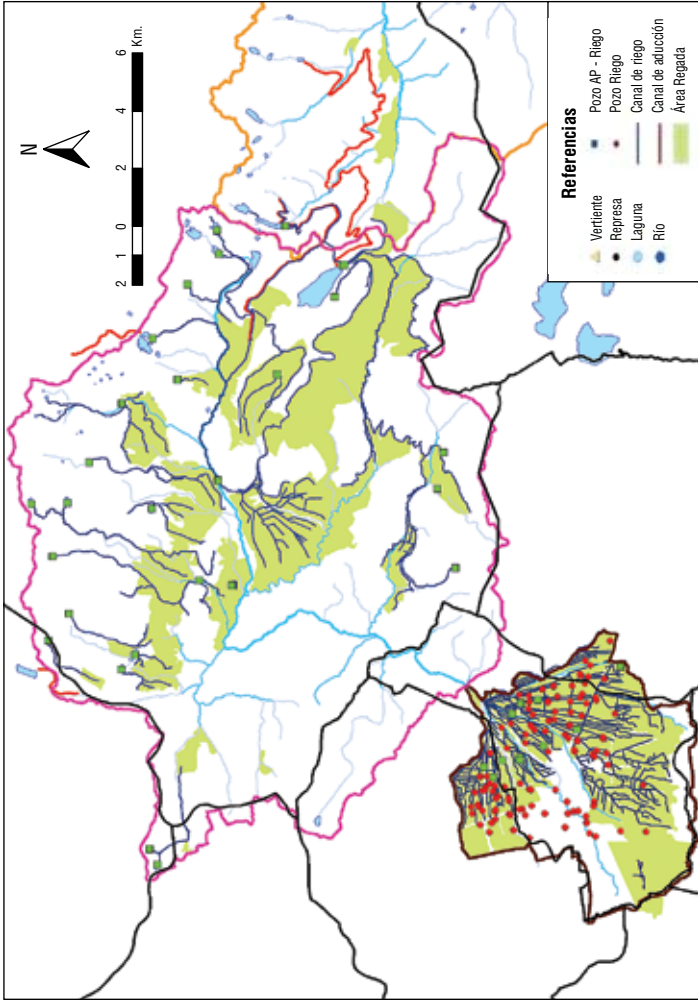 N
2 1 0 2 4 6 Km.
Referencias
Vertiente
Represa
Laguna
Río
Pozo AP - Riego
Pozo Riego
Canal de riego
Canal de aducción
Área Regada